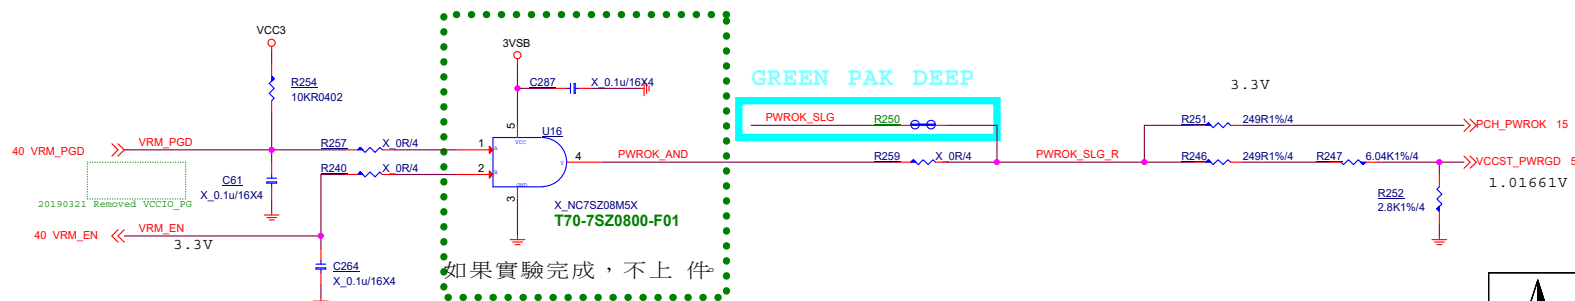 VCC3
R254
10KR0402
40 VRM_PGD
VRM_PGD
20190321 Removed VCCIO_PG
C61
X_0.1u/16X4
R257
X_0R/4
R240
X_0R/4
40 VRM_EN
VRM_EN
3.3V
C264
X_0.1u/16X4
3VSB
C287
X_0.1u/16X4
5
U16
1
A
VCC
2
B
Y
4
GND
3
X_NC7SZ08M5X
T70-7SZ0800-F01
如果實驗完成，不上 件。
PWROK_AND
GREEN PAK DEEP
PWROK_SLG
R250
R259
X_0R/4
PWROK_SLG_R
3.3V
R251
249R1%/4
PCH_PWROK 15
R246
249R1%/4
R247
6.04K1%/4
VCCST_PWRGD 5
1.01661V
R252
2.8K1%/4